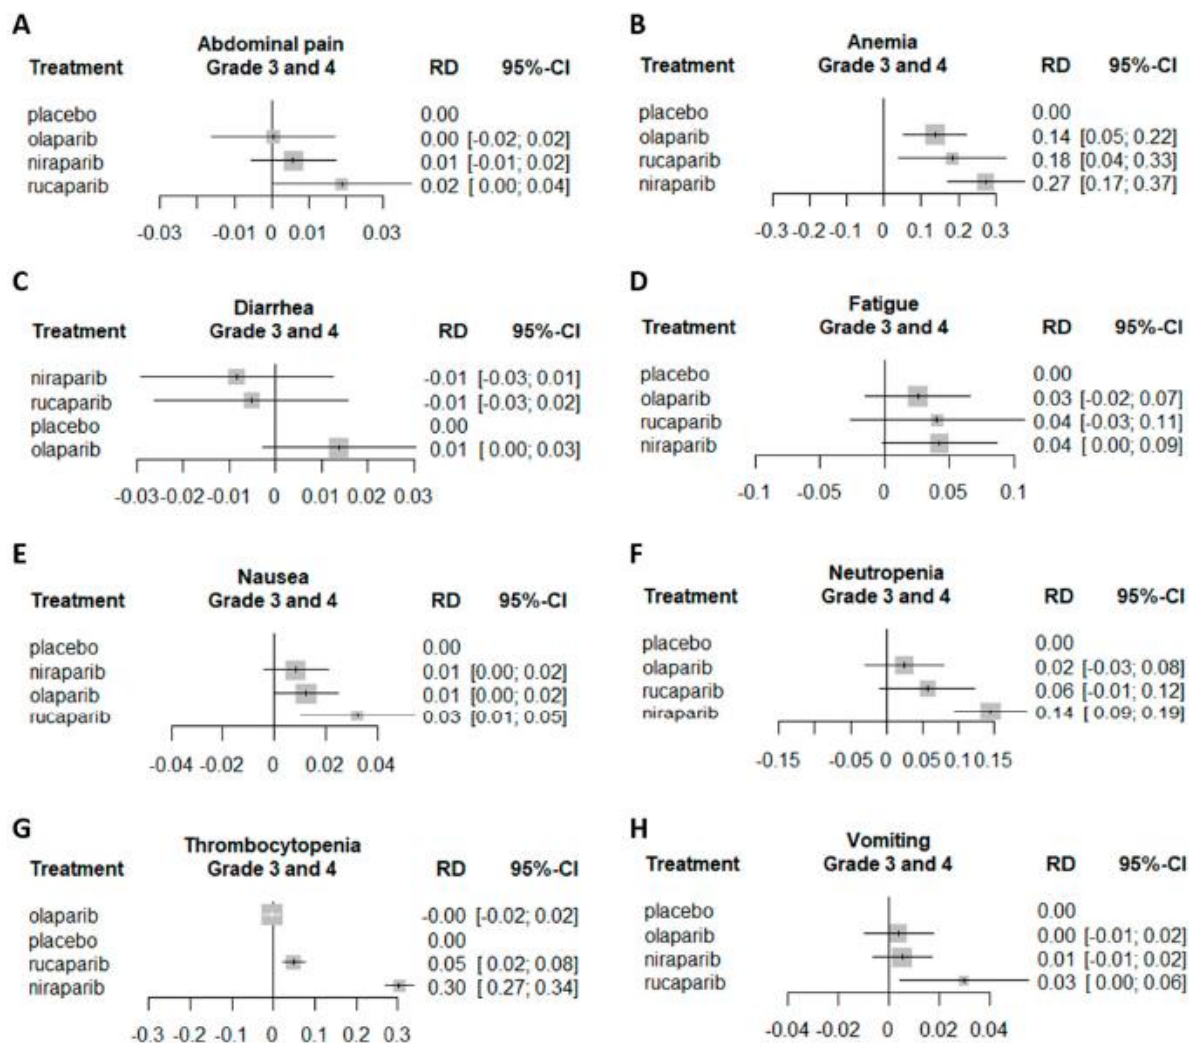 A
Abdominal pain
Treatment Grade 3 and 4 RD 95%-CI
placebo 0.00
olaparib 0.00 [-0.02; 0.02]
niraparib 0.01 [-0.01; 0.02]
rucaparib 0.02 [ 0.00; 0.04]
-0.03 -0.01 0 0.01 0.03
B
Anemia
Treatment Grade 3 and 4 RD 95%-CI
placebo 0.00
olaparib 0.14 [0.05; 0.22]
rucaparib 0.18 [0.04; 0.33]
niraparib 0.27 [0.17; 0.37]
-0.3 -0.2 -0.1 0 0.1 0.2 0.3
C
Diarrhea
Treatment Grade 3 and 4 RD 95%-CI
niraparib -0.01 [-0.03; 0.01]
rucaparib -0.01 [-0.03; 0.02]
placebo 0.00
olaparib 0.01 [ 0.00; 0.03]
-0.03 -0.02 -0.01 0 0.01 0.02 0.03
D
Fatigue
Treatment Grade 3 and 4 RD 95%-CI
placebo 0.00
olaparib 0.03 [-0.02; 0.07]
rucaparib 0.04 [-0.03; 0.11]
niraparib 0.04 [ 0.00; 0.09]
-0.1 -0.05 0 0.05 0.1
E
Nausea
Treatment Grade 3 and 4 RD 95%-CI
placebo 0.00
niraparib 0.01 [0.00; 0.02]
olaparib 0.01 [0.00; 0.02]
rucaparib 0.03 [0.01; 0.05]
-0.04 -0.02 0 0.02 0.04
F
Neutropenia
Treatment Grade 3 and 4 RD 95%-CI
placebo 0.00
olaparib 0.02 [-0.03; 0.08]
rucaparib 0.06 [-0.01; 0.12]
niraparib 0.14 [ 0.09; 0.19]
-0.15 -0.05 0 0.05 0.1 0.15
G
Thrombocytopenia
Treatment Grade 3 and 4 RD 95%-CI
olaparib -0.00 [-0.02; 0.02]
placebo 0.00
rucaparib 0.05 [ 0.02; 0.08]
niraparib 0.30 [ 0.27; 0.34]
-0.3 -0.2 -0.1 0 0.1 0.2 0.3
H
Vomiting
Treatment Grade 3 and 4 RD 95%-CI
placebo 0.00
olaparib 0.00 [-0.01; 0.02]
niraparib 0.01 [-0.01; 0.02]
rucaparib 0.03 [ 0.00; 0.06]
-0.04 -0.02 0 0.02 0.04